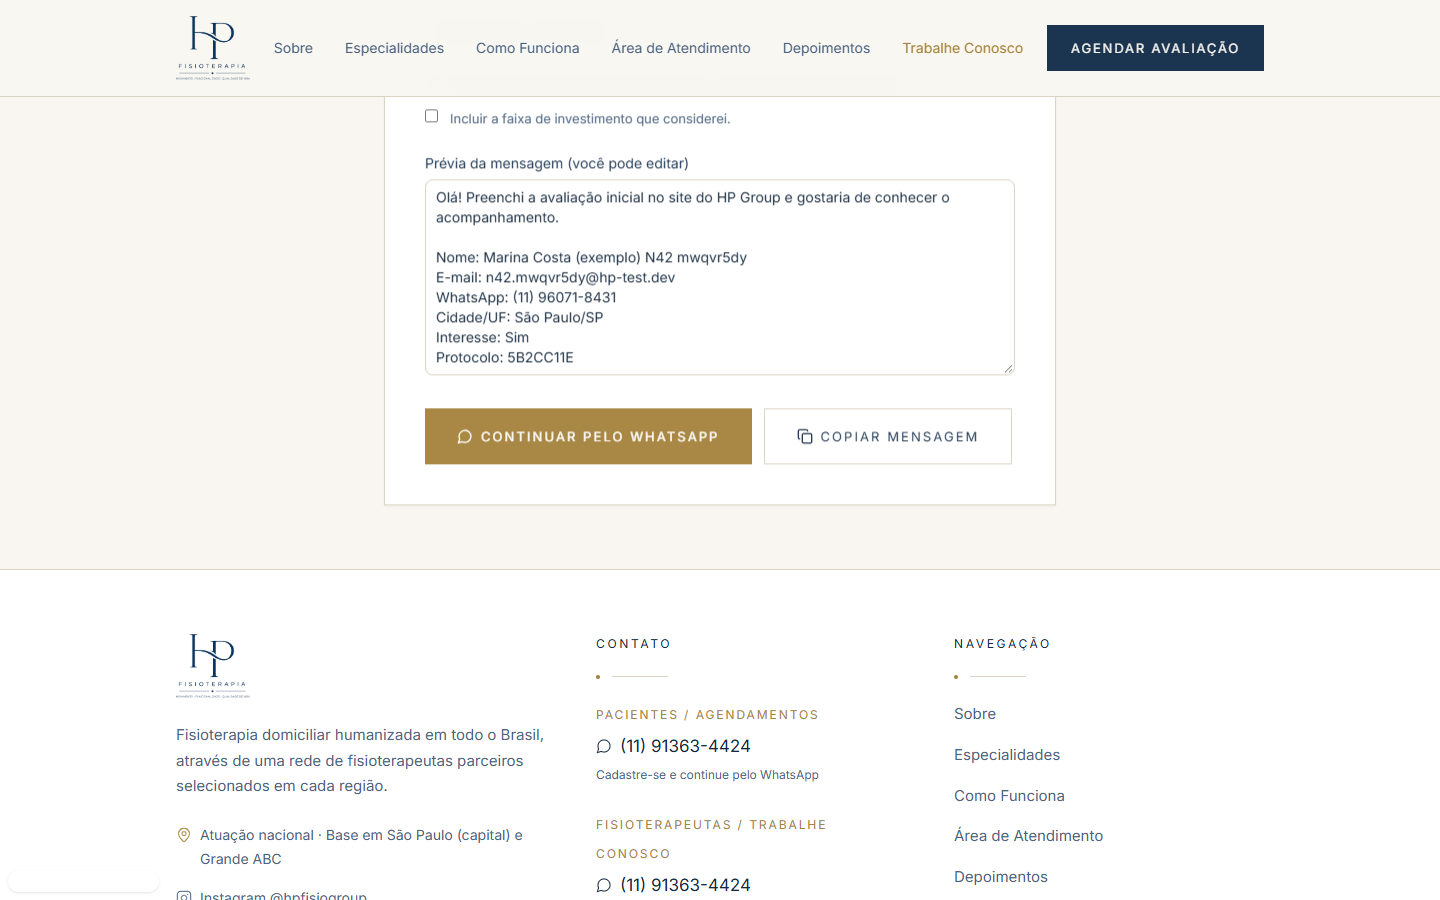 hp
FISIOTERAPIA
Sobre
Especialidades
Como Funciona
Área de Atendimento
Depoimentos
Trabalhe Conosco
AGENDAR AVALIAÇÃO
Incluir a faixa de investimento que considerei.
Prévia da mensagem (você pode editar)
Olá! Preenchi a avaliação inicial no site do HP Group e gostaria de conhecer o
acompanhamento.
Nome: Marina Costa (exemplo) N42 mwqvr5dy
E-mail: n42.mwqvr5dy@hp-test.dev
WhatsApp: (11) 96071-8431
Cidade/UF: São Paulo/SP
Interesse: Sim
Protocolo: 5B2CC11E
CONTINUAR PELO WHATSAPP
COPIAR MENSAGEM
hp
FISIOTERAPIA
Fisioterapia domiciliar humanizada em todo o Brasil,
através de uma rede de fisioterapeutas parceiros
selecionados em cada região.
Atuação nacional · Base em São Paulo (capital) e
Grande ABC
Instagram @hpfisiogroup
CONTATO
PACIENTES / AGENDAMENTOS
(11) 91363-4424
Cadastre-se e continue pelo WhatsApp
FISIOTERAPEUTAS / TRABALHE
CONOSCO
(11) 91363-4424
NAVEGAÇÃO
Sobre
Especialidades
Como Funciona
Área de Atendimento
Depoimentos